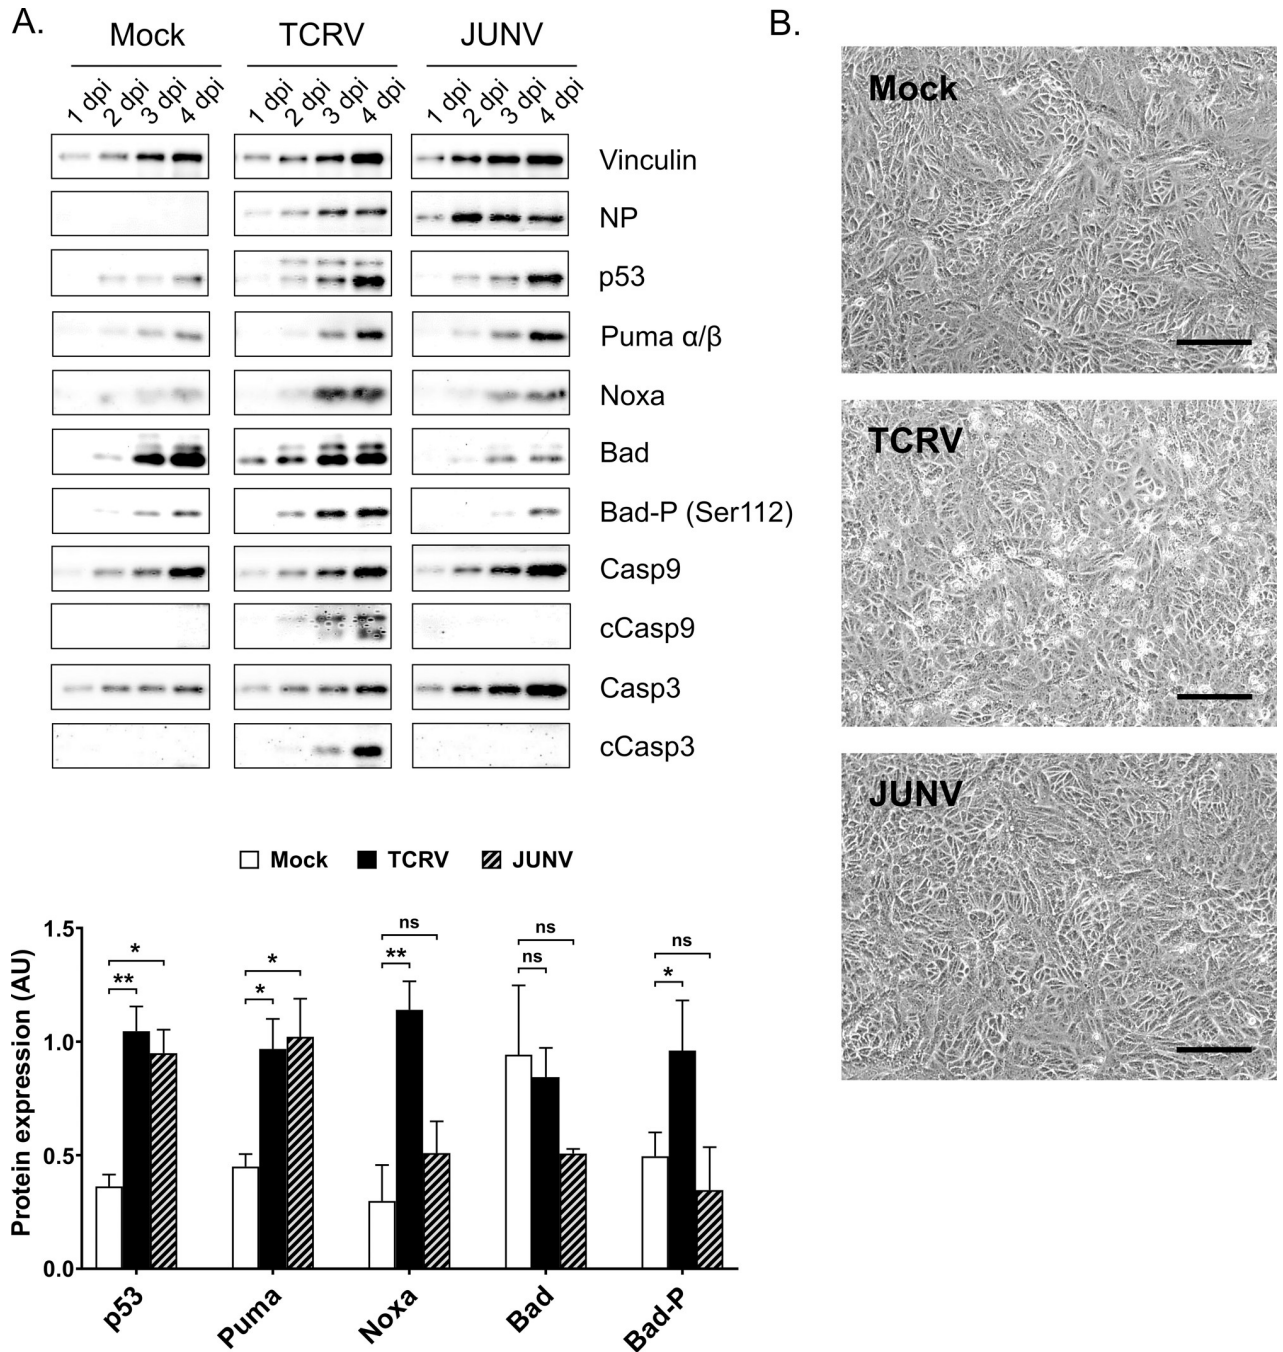 A.
Mock TCRV JUNV
1 dpi 2 dpi 3 dpi 4 dpi 1 dpi 2 dpi 3 dpi 4 dpi 1 dpi 2 dpi 3 dpi 4 dpi
Vinculin
NP
p53
Puma α/β
Noxa
Bad
Bad-P (Ser112)
Casp9
cCasp9
Casp3
cCasp3
Mock TCRV JUNV
Protein expression (AU)
1.5
1.0
0.5
0.0
* **
* *
ns **
ns ns
ns *
p53 Puma Noxa Bad Bad-P
B.
Mock
TCRV
JUNV